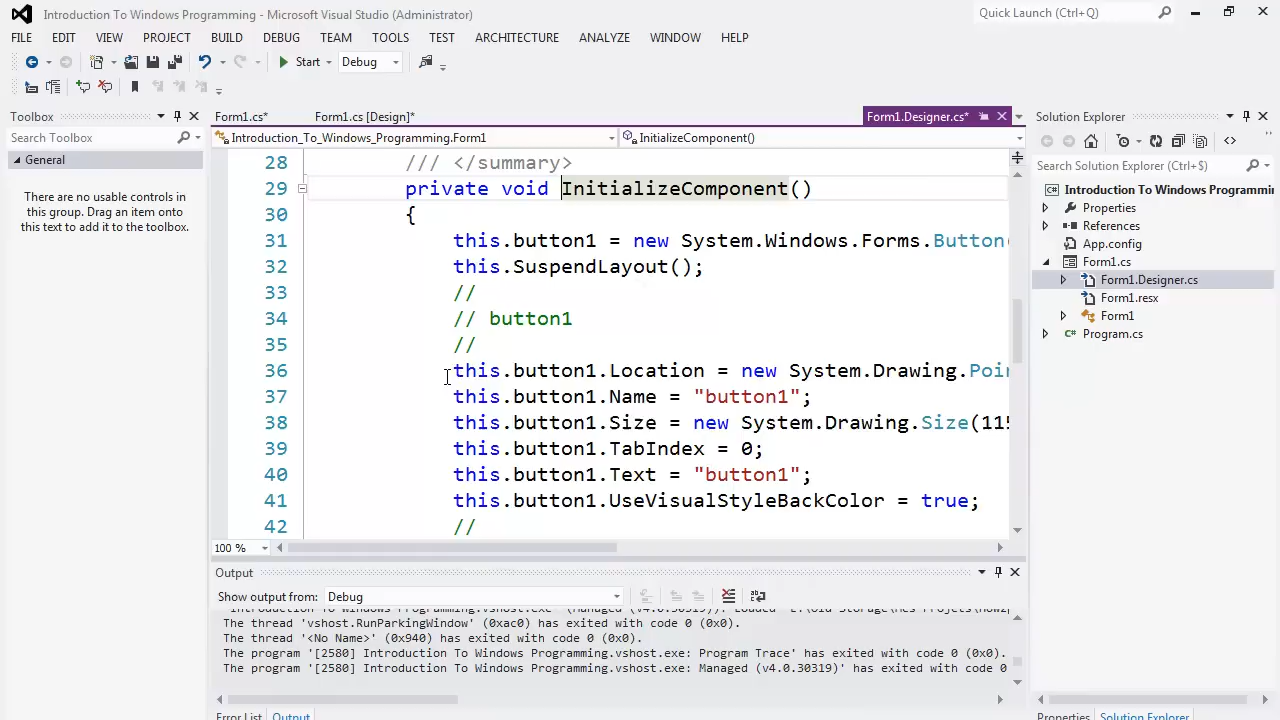 Introduction To Windows Programming - Microsoft Visual Studio (Administrator)
Quick Launch (Ctrl+Q)
FILE EDIT VIEW PROJECT BUILD DEBUG TEAM TOOLS TEST ARCHITECTURE ANALYZE WINDOW HELP
Start Debug
Toolbox
Search Toolbox
General
There are no usable controls in
this group. Drag an item onto
this text to add it to the toolbox.
Form1.cs* Form1.cs [Design]* Form1.Designer.cs*
Introduction_To_Windows_Programming.Form1 InitializeComponent()
28 /// </summary>
29 private void InitializeComponent()
30 {
31 this.button1 = new System.Windows.Forms.Button(
32 this.SuspendLayout();
33 //
34 // button1
35 //
36 this.button1.Location = new System.Drawing.Poin
37 this.button1.Name = "button1";
38 this.button1.Size = new System.Drawing.Size(115
39 this.button1.TabIndex = 0;
40 this.button1.Text = "button1";
41 this.button1.UseVisualStyleBackColor = true;
42 //
100 %
Output
Show output from: Debug
The thread 'vshost.RunParkingWindow' (0xac0) has exited with code 0 (0x0).
The thread '<No Name>' (0x940) has exited with code 0 (0x0).
The program '[2580] Introduction To Windows Programming.vshost.exe: Program Trace' has exited with code 0 (0x0).
The program '[2580] Introduction To Windows Programming.vshost.exe: Managed (v4.0.30319)' has exited with code 0
Error List Output
Solution Explorer
Search Solution Explorer (Ctrl+$)
Introduction To Windows Programmin
Properties
References
App.config
Form1.cs
Form1.Designer.cs
Form1.resx
Form1
Program.cs
Properties Solution Explorer